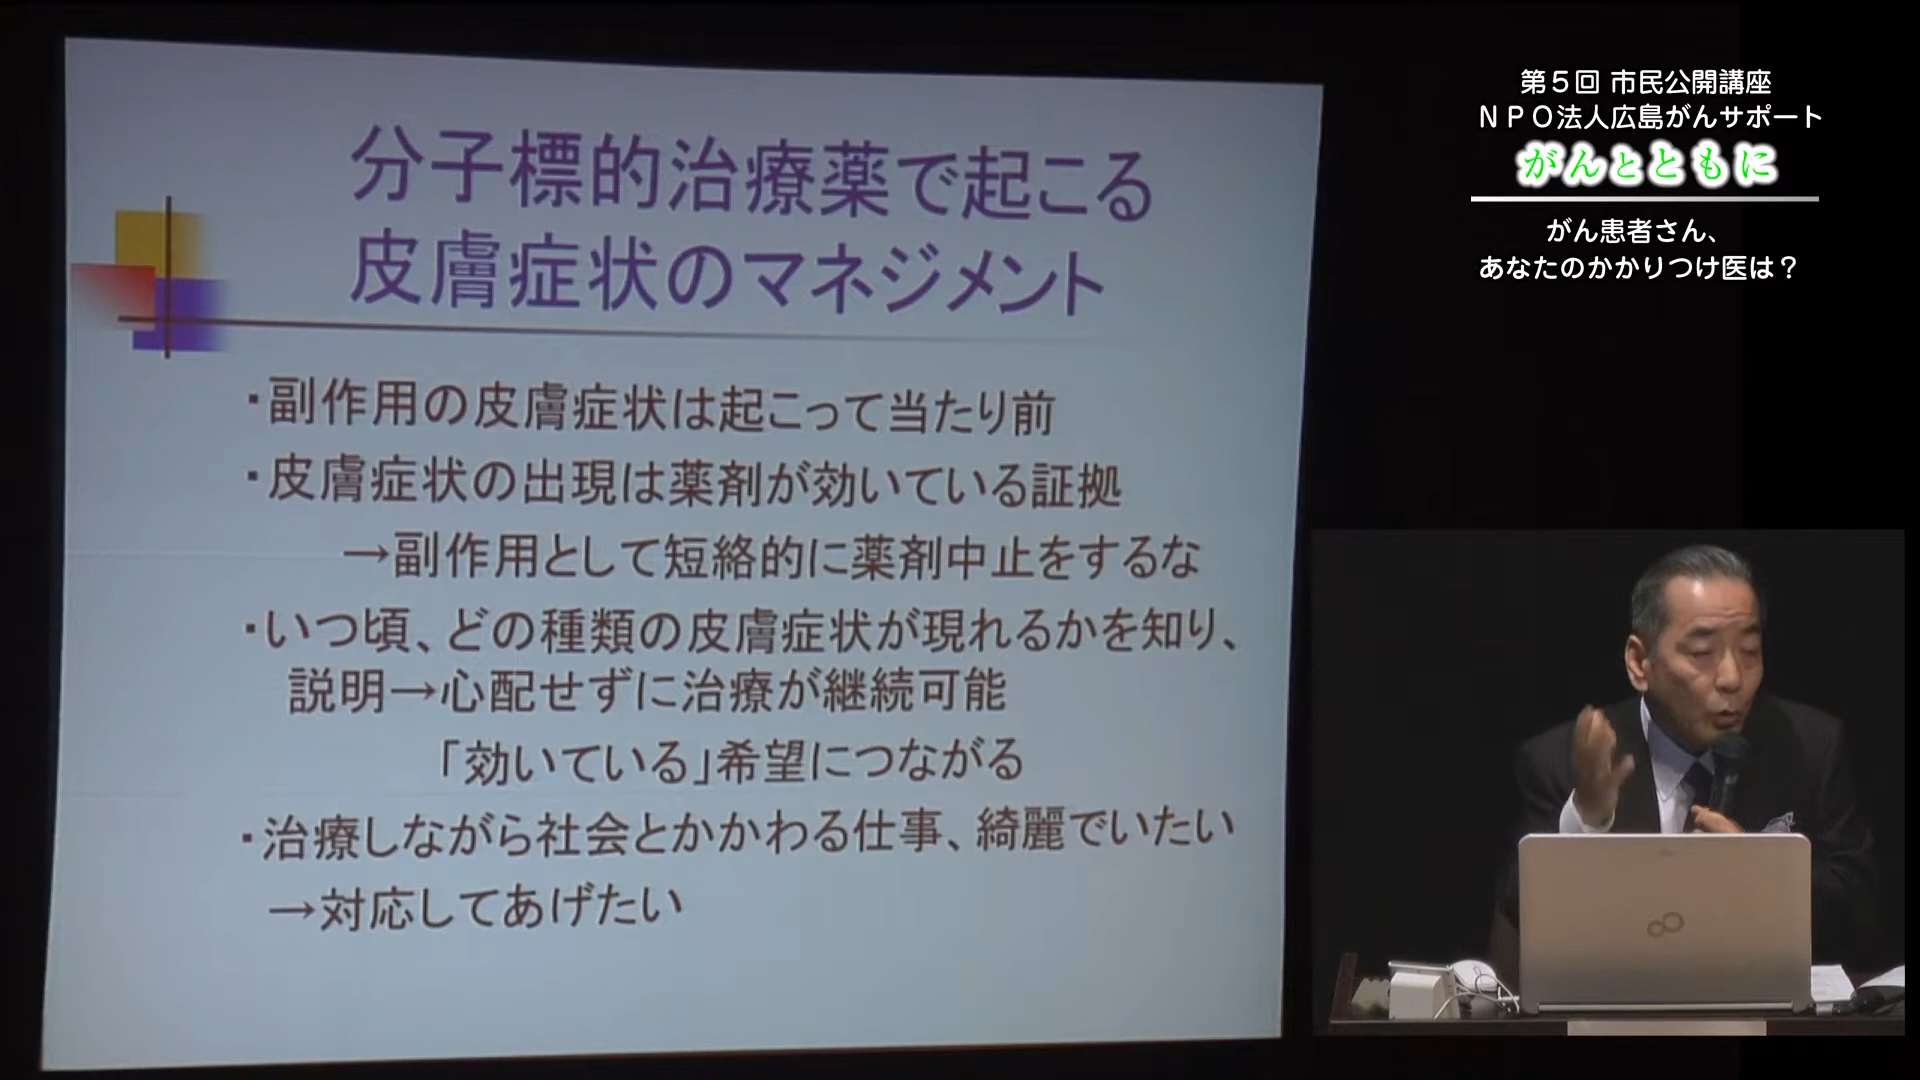 分子標的治療薬で起こる
皮膚症状のマネジメント
・副作用の皮膚症状は起こって当たり前
・皮膚症状の出現は薬剤が効いている証拠
→副作用として短絡的に薬剤中止をするな
・いつ頃、どの種類の皮膚症状が現れるかを知り、
説明→心配せずに治療が継続可能
「効いている」希望につながる
・治療しながら社会とかかわる仕事、綺麗でいたい
→対応してあげたい
第５回 市民公開講座
ＮＰＯ法人広島がんサポート
がんとともに
がん患者さん、
あなたのかかりつけ医は？